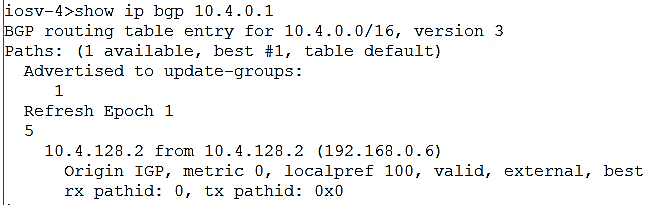 iosv-4>show ip bgp 10.4.0.1
BGP routing table entry for 10.4.0.0/16, version 3
Paths: (1 available, best #1, table default)
  Advertised to update-groups:
     1
  Refresh Epoch 1
  5
    10.4.128.2 from 10.4.128.2 (192.168.0.6)
      Origin IGP, metric 0, localpref 100, valid, external, best
      rx pathid: 0, tx pathid: 0x0